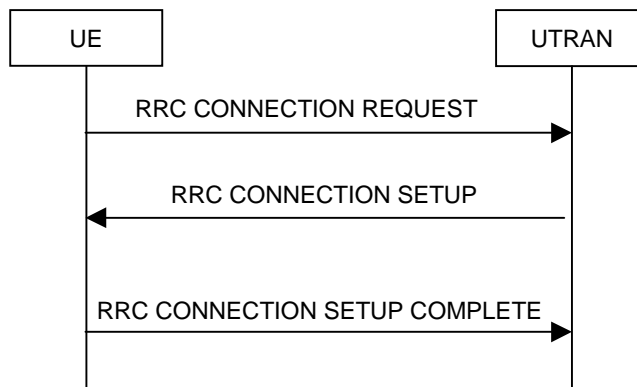 UE
UTRAN
RRC CONNECTION REQUEST
RRC CONNECTION SETUP
RRC CONNECTION SETUP COMPLETE